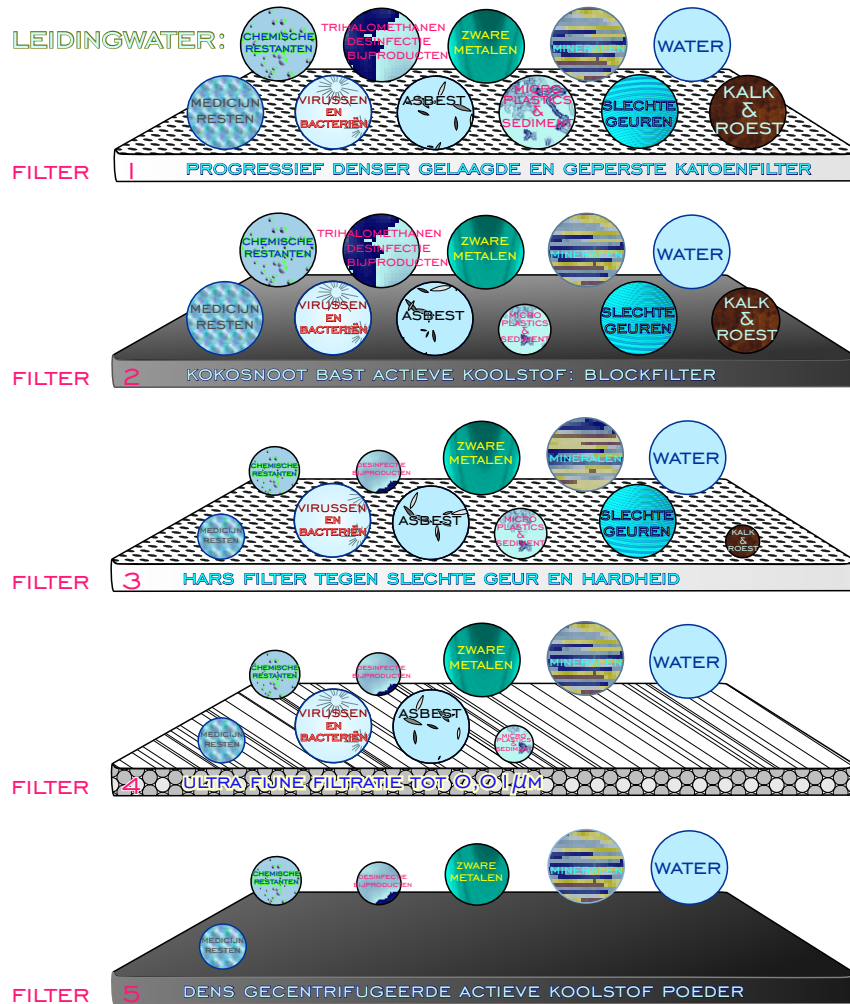 LEIDINGWATER:
CHEMISCHE
RESTANTEN
TRIHALOMETHANEN
DESINFECTIE
BIJPRODUCTEN
ZWARE
METALEN
MINERALEN
WATER
MEDICIJN
RESTEN
VIRUSSEN
EN
BACTERIËN
ASBEST
MICRO
PLASTICS
&
SEDIMENT
SLECHTE
GEUREN
KALK
&
ROEST
FILTER 1 PROGRESSIEF DENSER GELAAGDE EN GEPERSTE KATOENFILTER
CHEMISCHE
RESTANTEN
TRIHALOMETHANEN
DESINFECTIE
BIJPRODUCTEN
ZWARE
METALEN
MINERALEN
WATER
MEDICIJN
RESTEN
VIRUSSEN
EN
BACTERIËN
ASBEST
MICRO
PLASTICS
&
SEDIMENT
SLECHTE
GEUREN
KALK
&
ROEST
FILTER 2 KOKOSNOOT BAST ACTIEVE KOOLSTOF: BLOCKFILTER
CHEMISCHE
RESTANTEN
DESINFECTIE
BIJPRODUCTEN
ZWARE
METALEN
MINERALEN
WATER
MEDICIJN
RESTEN
VIRUSSEN
EN
BACTERIËN
ASBEST
MICRO
PLASTICS
&
SEDIMENT
SLECHTE
GEUREN
KALK
&
ROEST
FILTER 3 HARS FILTER TEGEN SLECHTE GEUR EN HARDHEID
CHEMISCHE
RESTANTEN
DESINFECTIE
BIJPRODUCTEN
ZWARE
METALEN
MINERALEN
WATER
MEDICIJN
RESTEN
VIRUSSEN
EN
BACTERIËN
ASBEST
MICRO
PLASTICS
&
SEDIMENT
FILTER 4 ULTRA FIJNE FILTRATIE TOT 0,01µM
CHEMISCHE
RESTANTEN
DESINFECTIE
BIJPRODUCTEN
ZWARE
METALEN
MINERALEN
WATER
MEDICIJN
RESTEN
FILTER 5 DENS GECENTRIFUGEERDE ACTIEVE KOOLSTOF POEDER